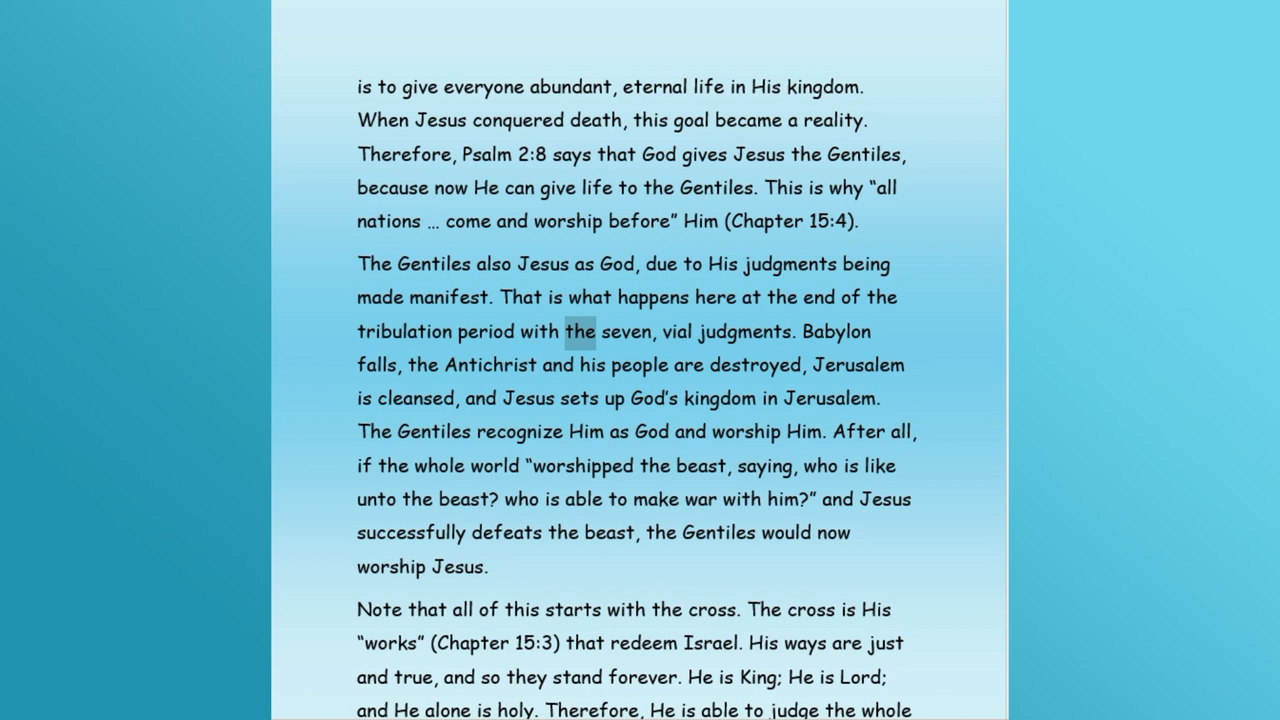 is to give everyone abundant, eternal life in His kingdom.
When Jesus conquered death, this goal became a reality.
Therefore, Psalm 2:8 says that God gives Jesus the Gentiles,
because now He can give life to the Gentiles. This is why “all
nations … come and worship before” Him (Chapter 15:4).
The Gentiles also Jesus as God, due to His judgments being
made manifest. That is what happens here at the end of the
tribulation period with the seven, vial judgments. Babylon
falls, the Antichrist and his people are destroyed, Jerusalem
is cleansed, and Jesus sets up God’s kingdom in Jerusalem.
The Gentiles recognize Him as God and worship Him. After all,
if the whole world “worshipped the beast, saying, who is like
unto the beast? who is able to make war with him?” and Jesus
successfully defeats the beast, the Gentiles would now
worship Jesus.
Note that all of this starts with the cross. The cross is His
“works” (Chapter 15:3) that redeem Israel. His ways are just
and true, and so they stand forever. He is King; He is Lord;
and He alone is holy. Therefore, He is able to judge the whole